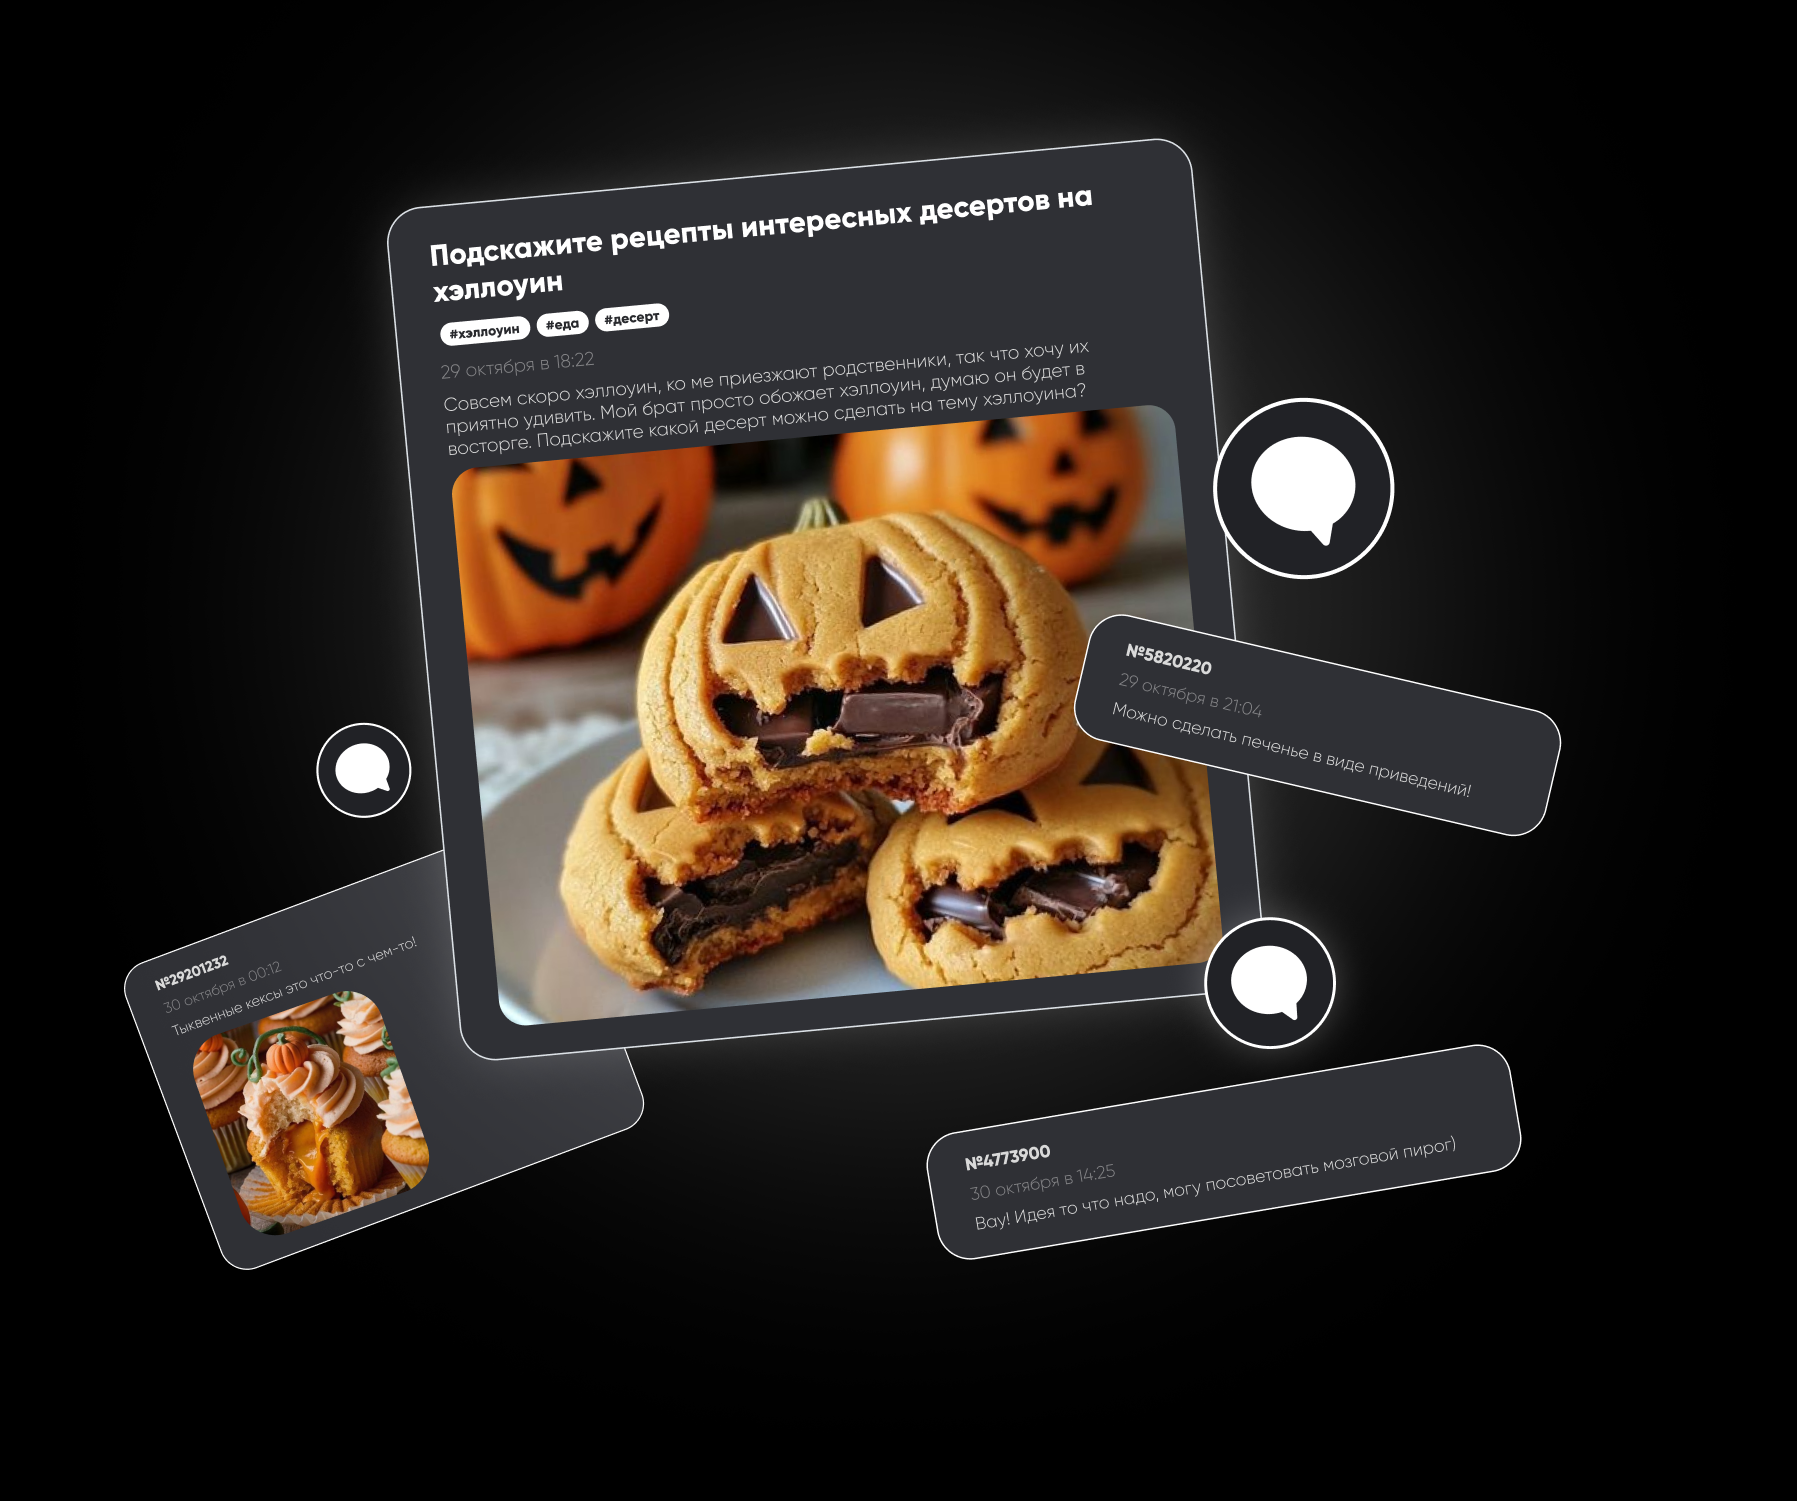 Подскажите рецепты интересных десертов на
хэллоуин
#хэллоуин #еда #десерт
29 октября в 18:22
Совсем скоро хэллоуин, ко ме приезжают родственники, так что хочу их
приятно удивить. Мой брат просто обожает хэллоуин, думаю он будет в
восторге. Подскажите какой десерт можно сделать на тему хэллоуина?
№5820220
29 октября в 21:04
Можно сделать печенье в виде приведений!
№29201232
30 октября в 00:12
Тыквенные кексы это что-то с чем-то!
№4773900
30 октября в 14:25
Вау! Идея то что надо, могу посоветовать мозговой пирог)